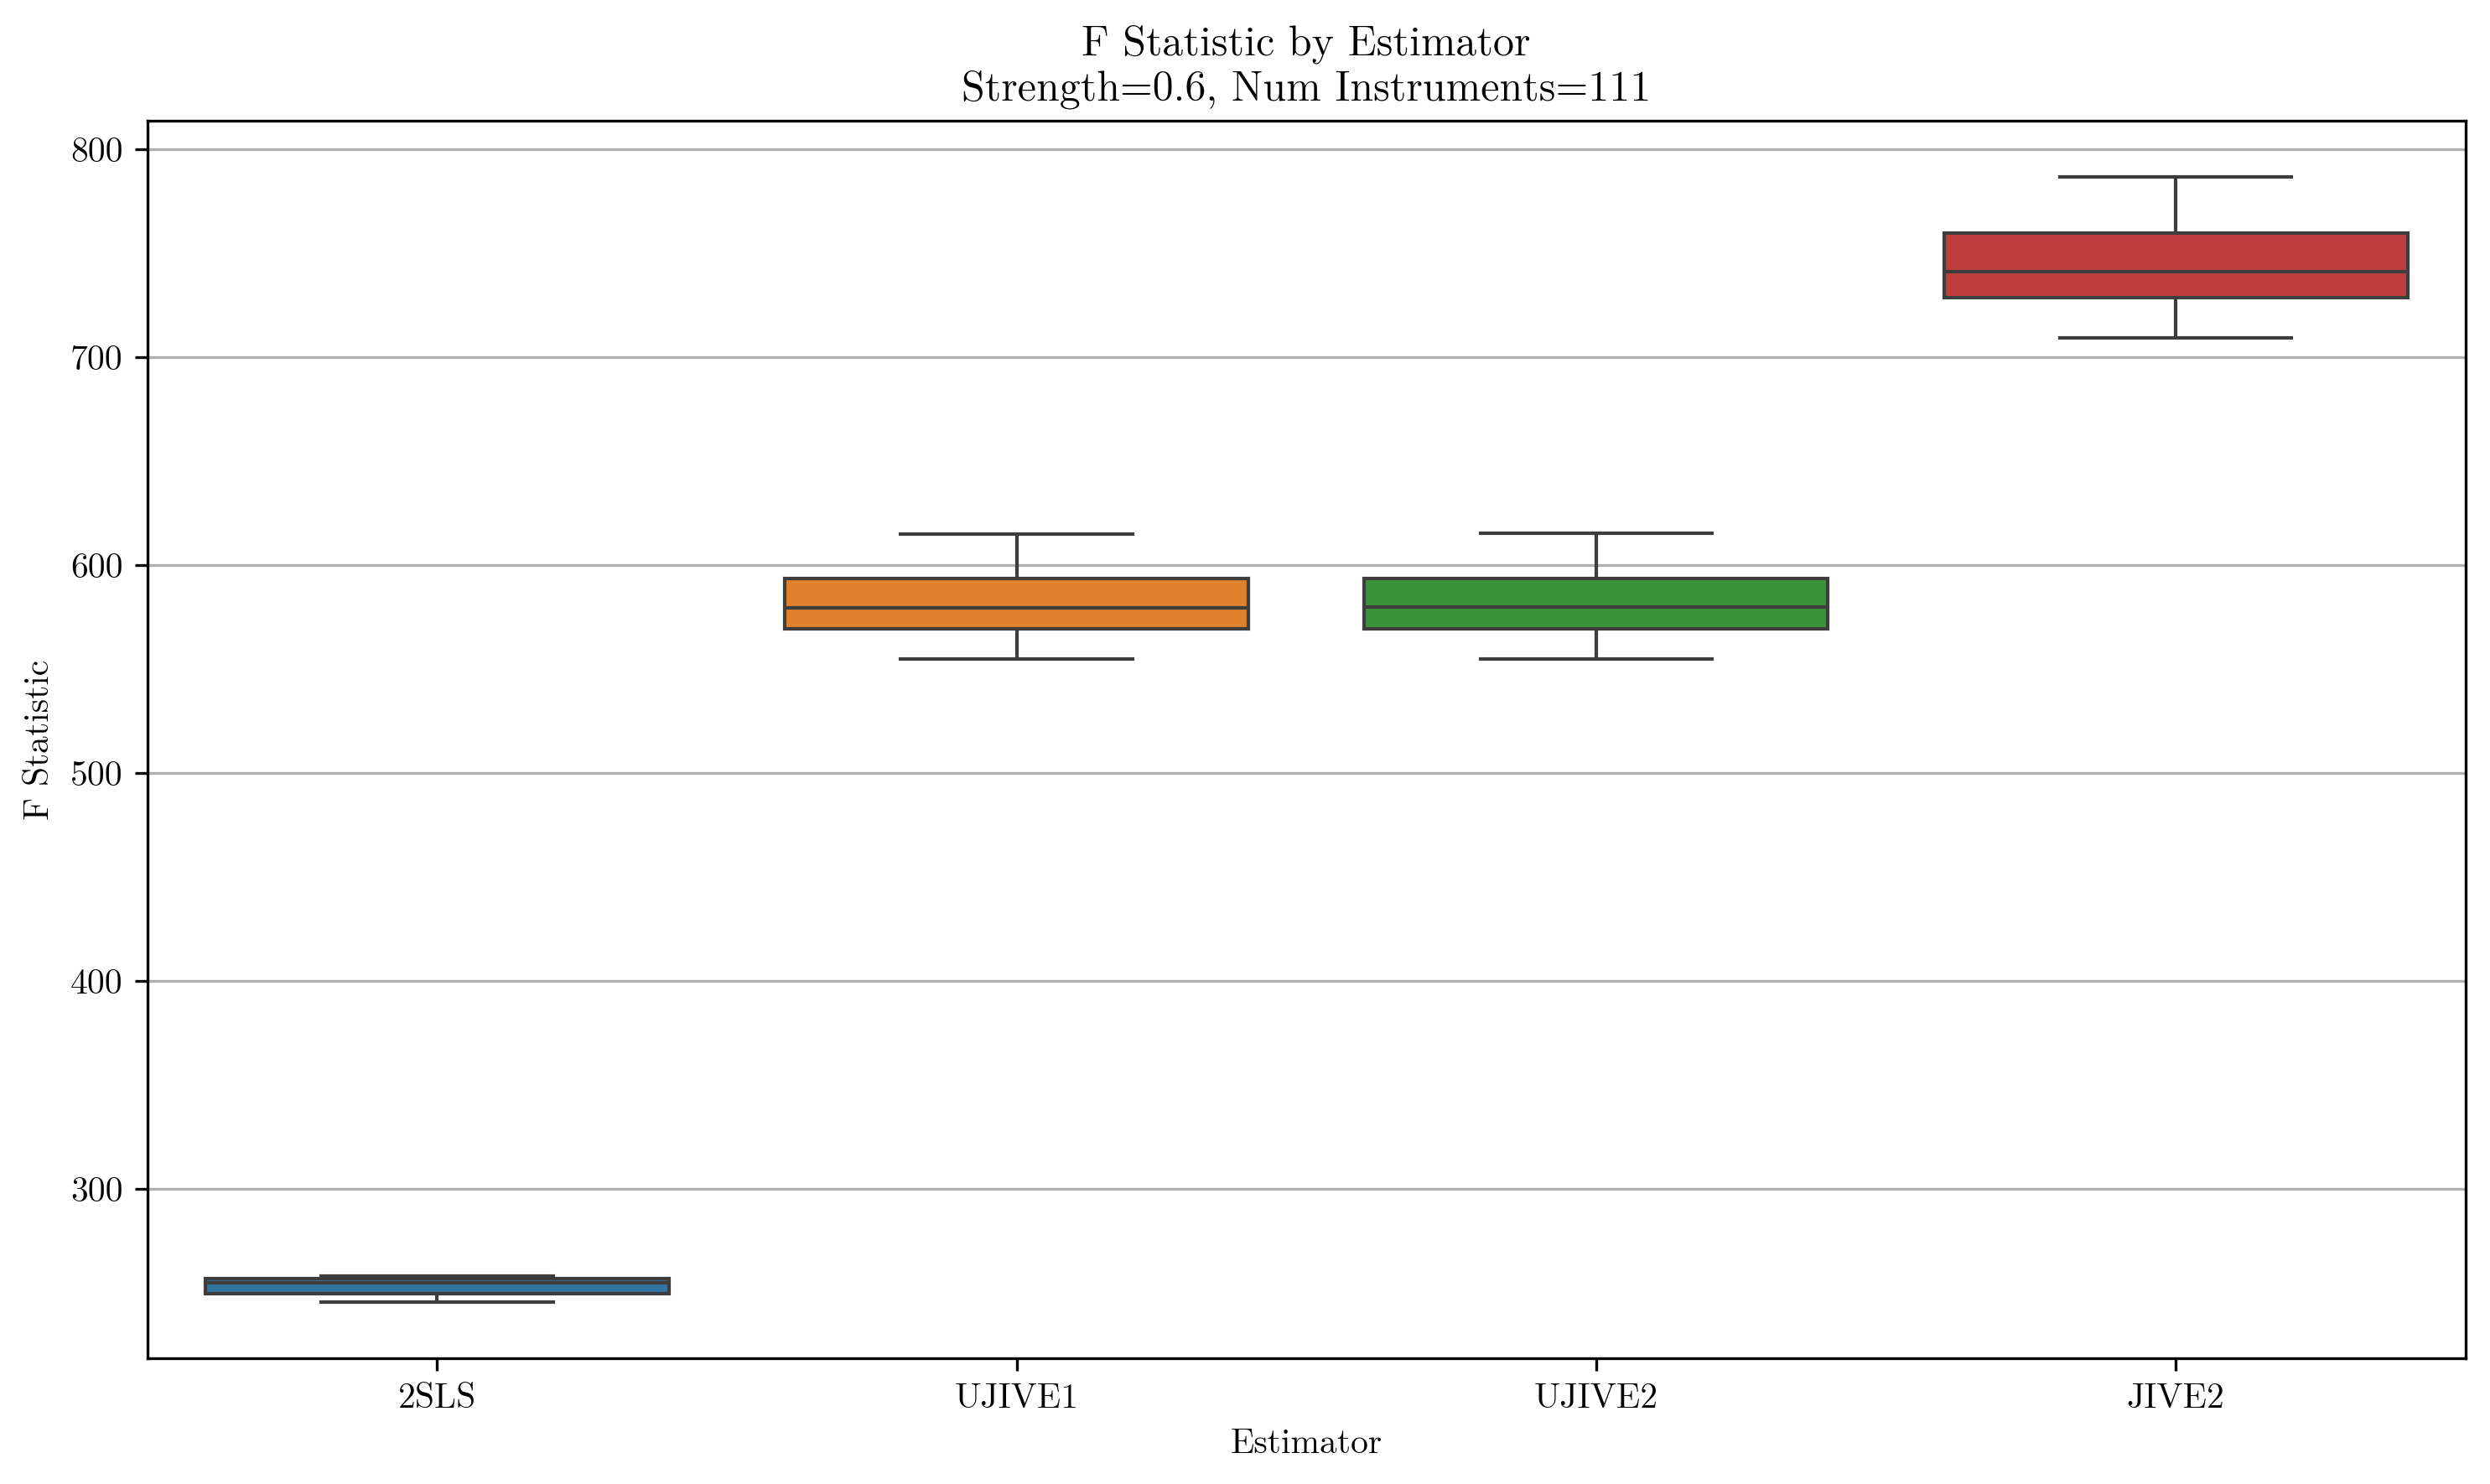 F Statistic by Estimator
Strength=0.6, Num Instruments=111
800
700
600
500
400
300
F Statistic
2SLS UJIVE1 UJIVE2 JIVE2
Estimator